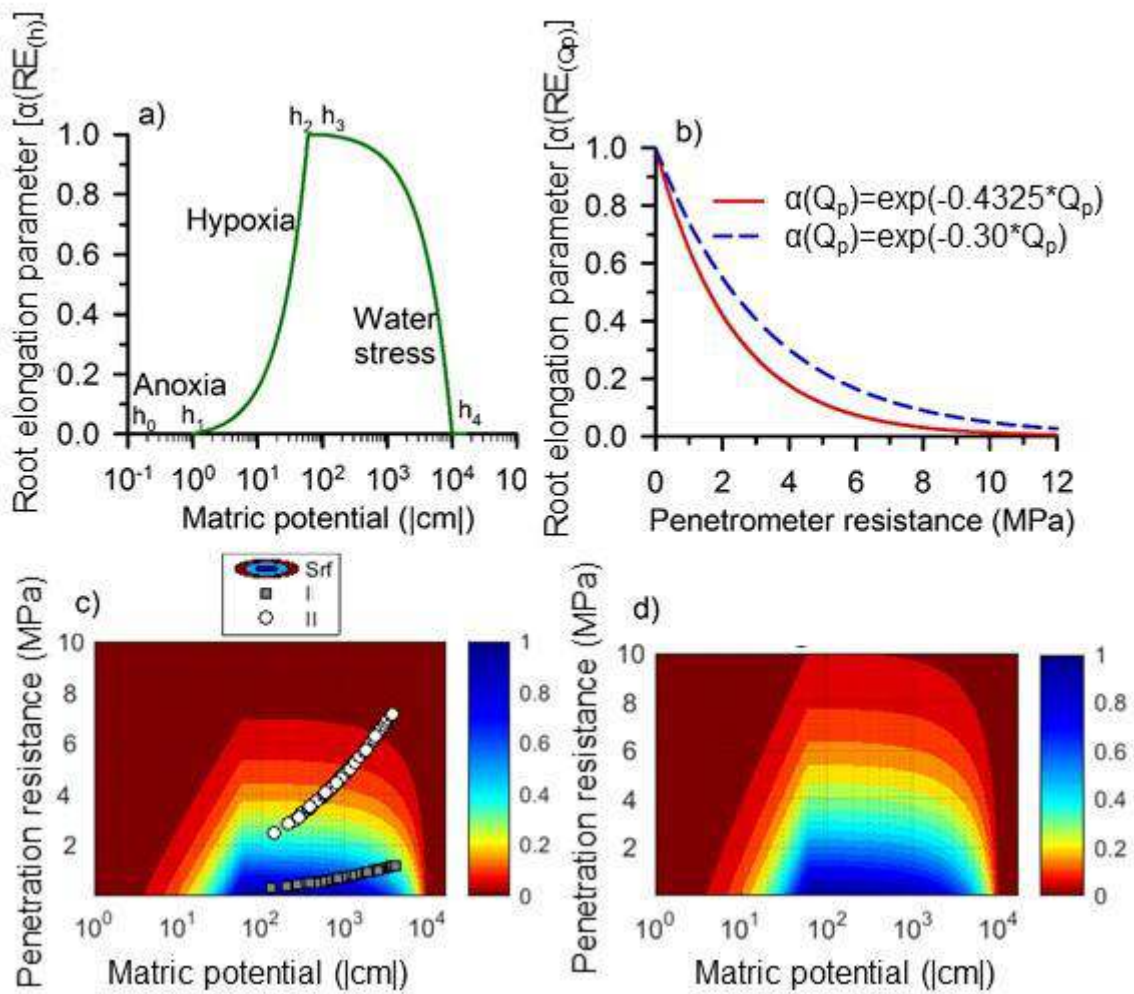 a)
Root elongation parameter [α(RE(h)]
1.0
0.8
0.6
0.4
0.2
0.0
h2 h3
Hypoxia
Water
stress
Anoxia
h0
h1
h4
10-1 100 101 102 103 104 10
Matric potential (|cm|)
b)
Root elongation parameter [α(RE(Qp)]
1.0
0.8
0.6
0.4
0.2
0.0
α(Qp)=exp(-0.4325*Qp)
α(Qp)=exp(-0.30*Qp)
0 2 4 6 8 10 12
Penetrometer resistance (MPa)
Srf
I
II
c)
Penetration resistance (MPa)
10
8
6
4
2
100 102 103 104
Matric potential (|cm|)
1
0.8
0.6
0.4
0.2
0
d)
Penetration resistance (MPa)
10
8
6
4
2
100 102 103 104
Matric potential (|cm|)
1
0.8
0.6
0.4
0.2
0